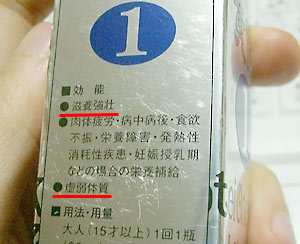 1
■効能
●滋養強壮
●肉体疲労・病中病後・食欲
不振・栄養障害・発熱性
消耗性疾患・妊娠授乳期
などの場合の栄養補給
●虚弱体質
■用法・用量
大人(15才以上)1回1瓶